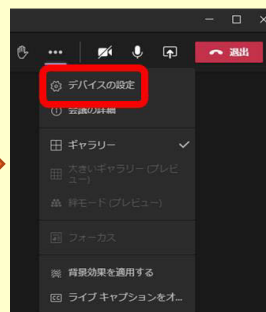 退出
デバイスの設定
会議の詳細
ギャラリー
大きいギャラリー (プレビ
ュー)
絆モード (プレビュー)
フォーカス
背景効果を適用する
ライブ キャプションをオ...